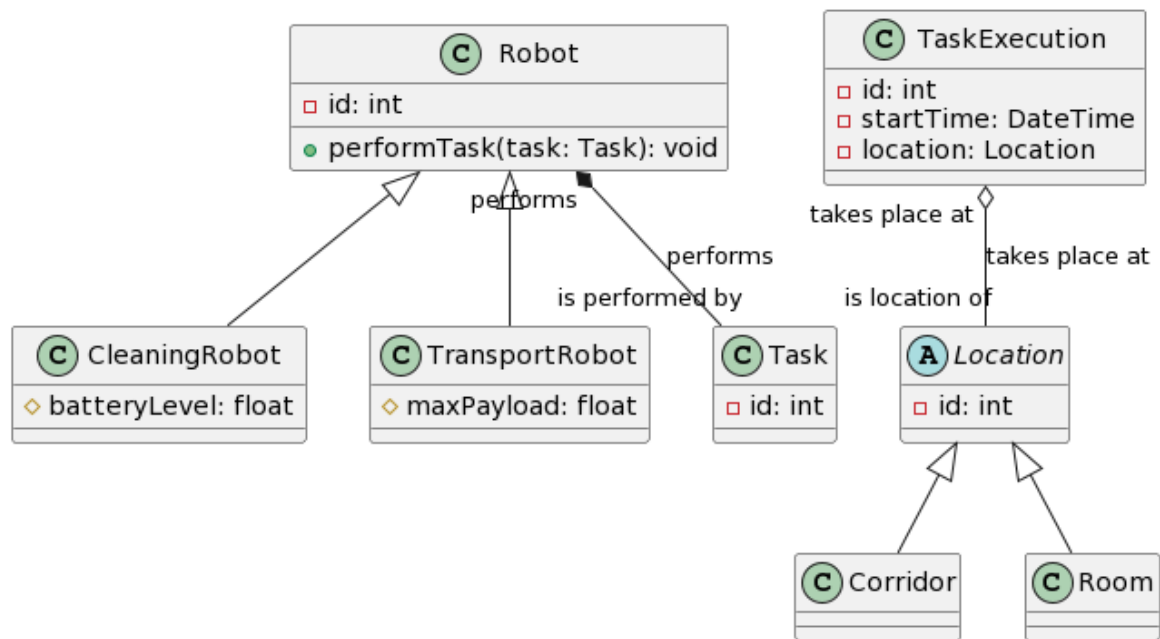 C Robot
id: int
performTask(task: Task): void
C TaskExecution
id: int
startTime: DateTime
location: Location
performs
takes place at
performs
takes place at
is performed by
is location of
C CleaningRobot
batteryLevel: float
C TransportRobot
maxPayload: float
C Task
id: int
A Location
id: int
C Corridor
C Room